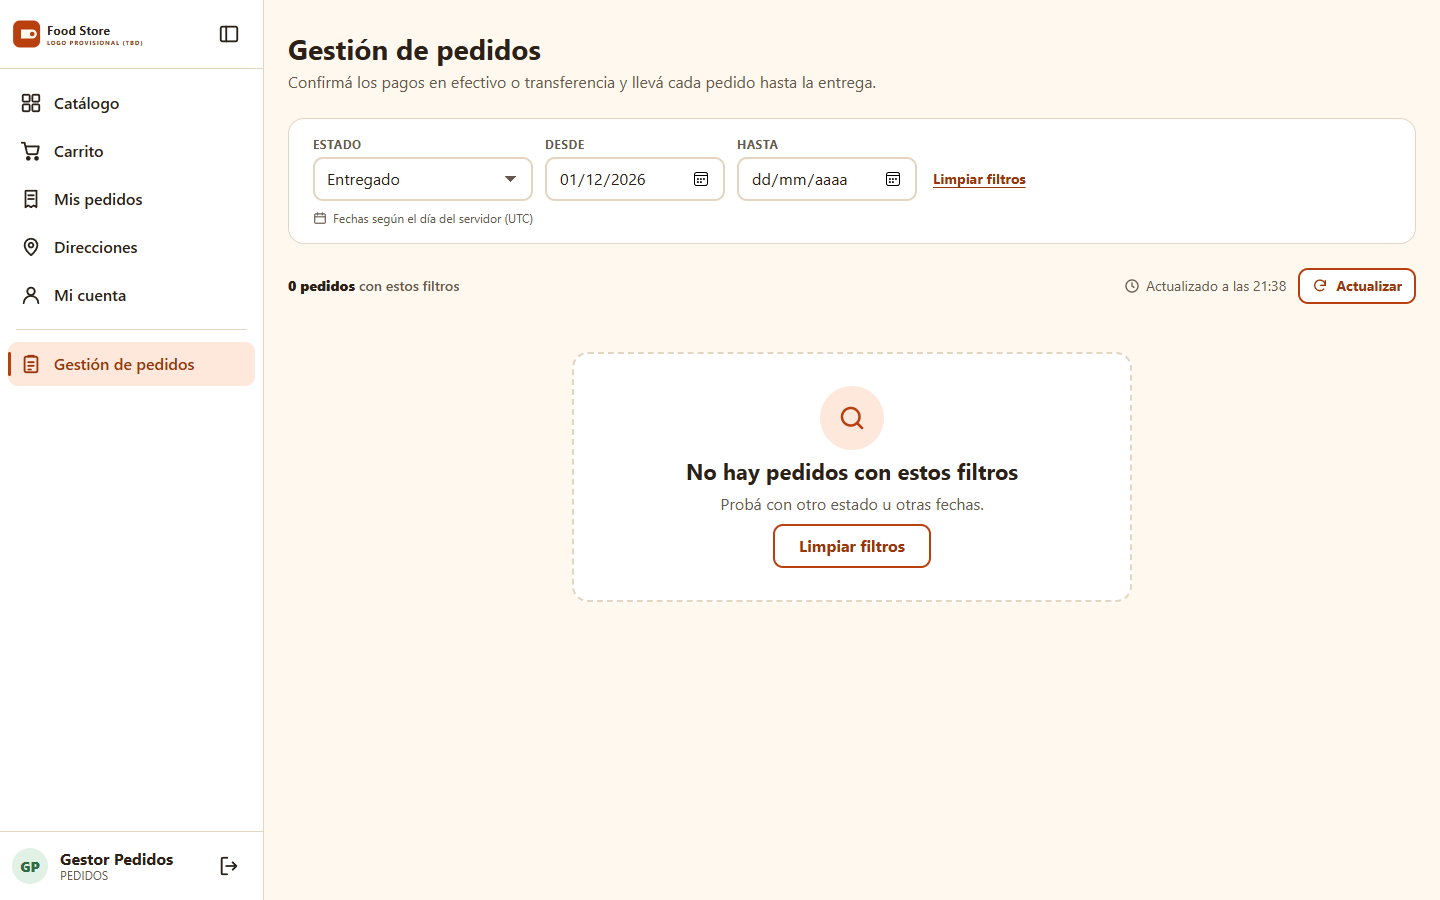 Food Store
LOGO PROVISIONAL (TBD)
Catálogo
Carrito
Mis pedidos
Direcciones
Mi cuenta
Gestión de pedidos
GP
Gestor Pedidos
PEDIDOS
Gestión de pedidos
Confirmá los pagos en efectivo o transferencia y llevá cada pedido hasta la entrega.
ESTADO DESDE HASTA
Entregado 01/12/2026 dd/mm/aaaa Limpiar filtros
Fechas según el día del servidor (UTC)
0 pedidos con estos filtros Actualizado a las 21:38 Actualizar
No hay pedidos con estos filtros
Probá con otro estado u otras fechas.
Limpiar filtros